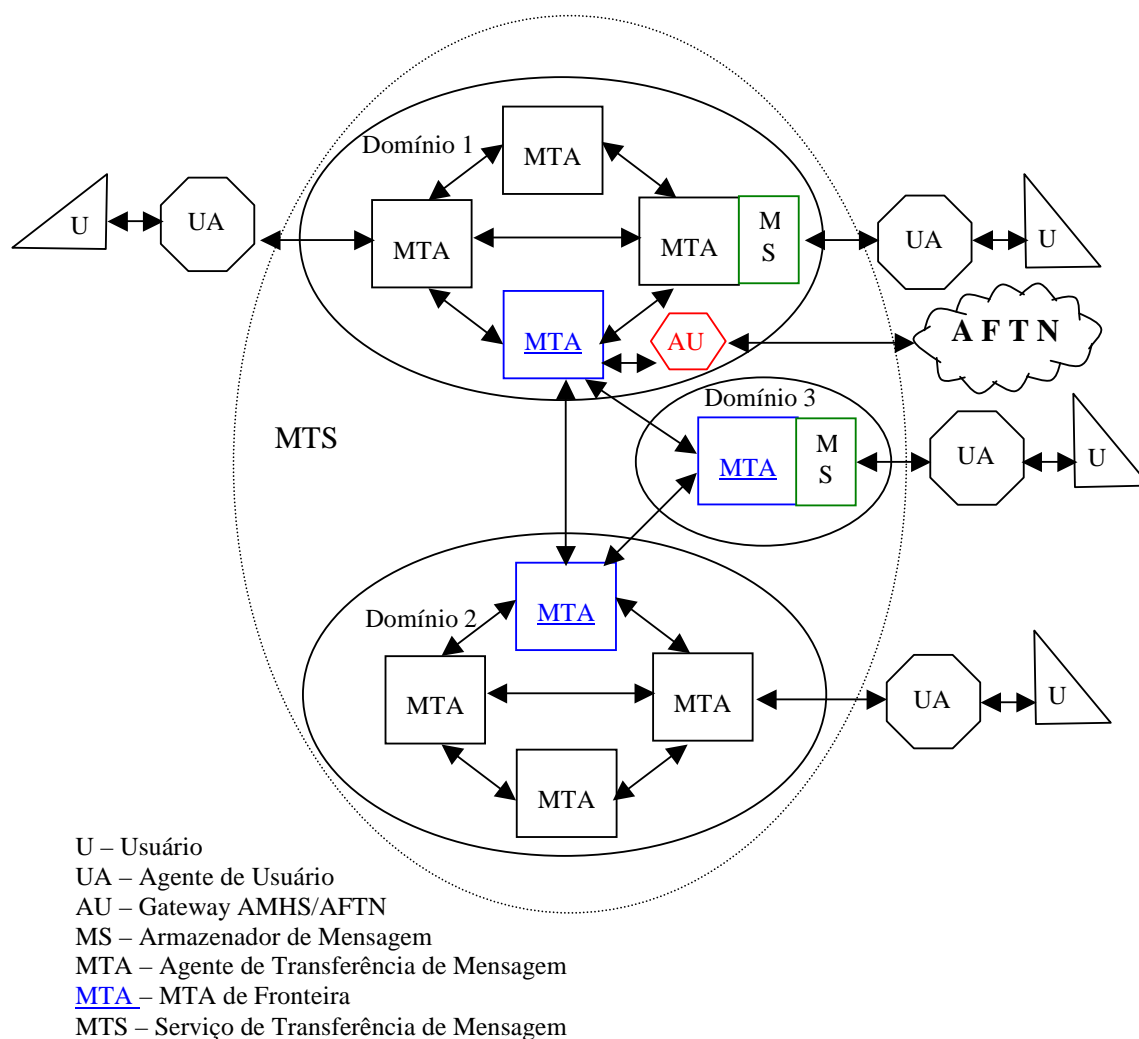 Domínio 1
MTA
U
UA
MTA
MTA
M
S
UA
U
MTA
AU
A F T N
Domínio 3
MTS
MTA
M
S
UA
U
MTA
Domínio 2
MTA
MTA
UA
U
MTA
U – Usuário
UA – Agente de Usuário
AU – Gateway AMHS/AFTN
MS – Armazenador de Mensagem
MTA – Agente de Transferência de Mensagem
MTA – MTA de Fronteira
MTS – Serviço de Transferência de Mensagem